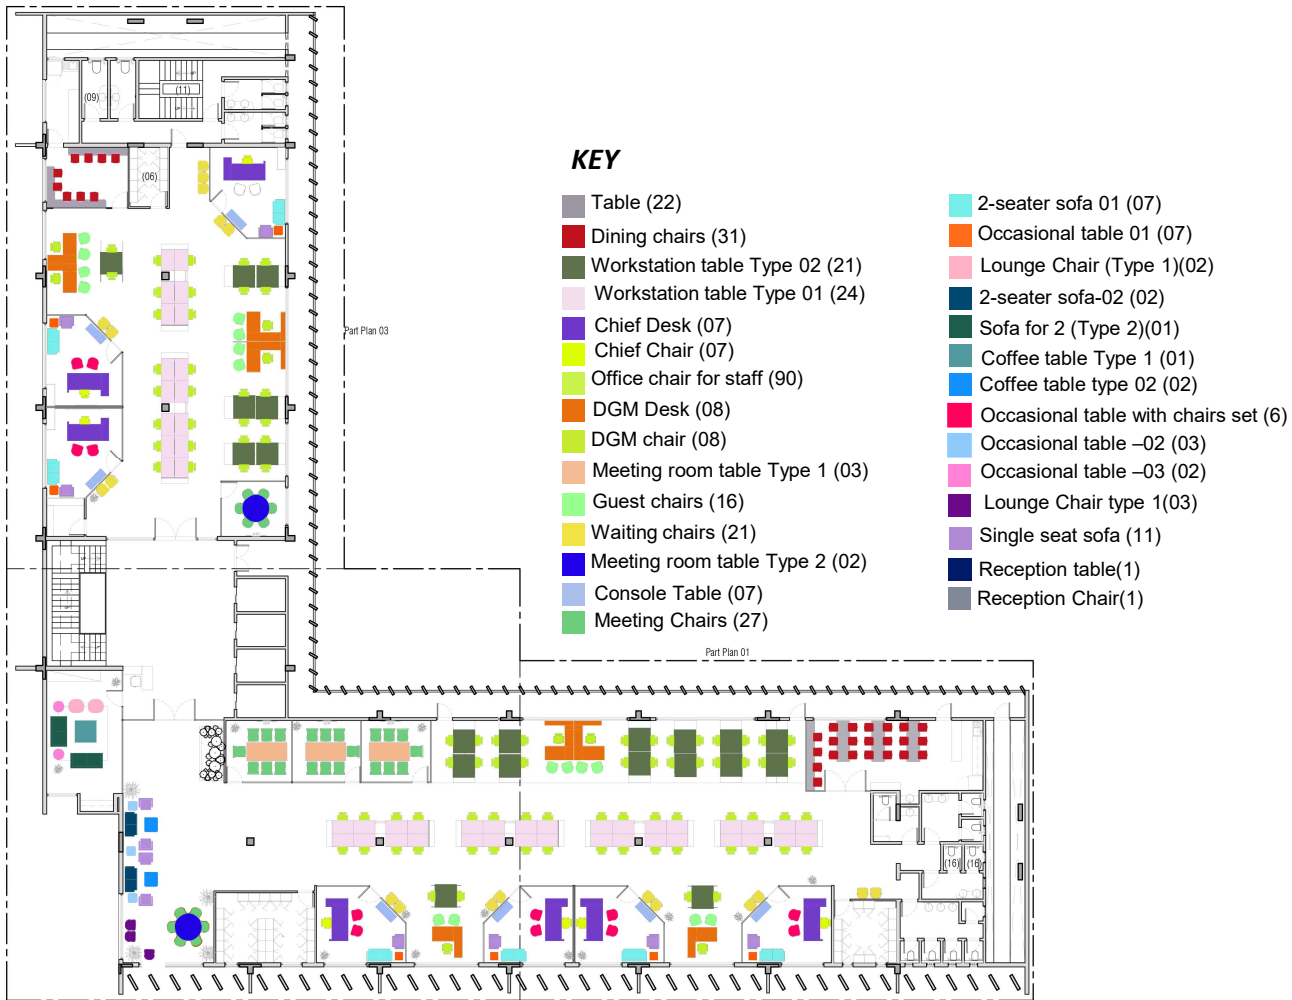 (09)
(11)
(06)
KEY
Table (22)
Dining chairs (31)
Workstation table Type 02 (21)
Workstation table Type 01 (24)
Chief Desk (07)
Chief Chair (07)
Office chair for staff (90)
DGM Desk (08)
DGM chair (08)
Meeting room table Type 1 (03)
Guest chairs (16)
Waiting chairs (21)
Meeting room table Type 2 (02)
Console Table (07)
Meeting Chairs (27)
2-seater sofa 01 (07)
Occasional table 01 (07)
Lounge Chair (Type 1)(02)
2-seater sofa-02 (02)
Sofa for 2 (Type 2)(01)
Coffee table Type 1 (01)
Coffee table type 02 (02)
Occasional table with chairs set (6)
Occasional table –02 (03)
Occasional table –03 (02)
Lounge Chair type 1(03)
Single seat sofa (11)
Reception table(1)
Reception Chair(1)
Part Plan 03
Part Plan 01
(16)
(16)
(16)